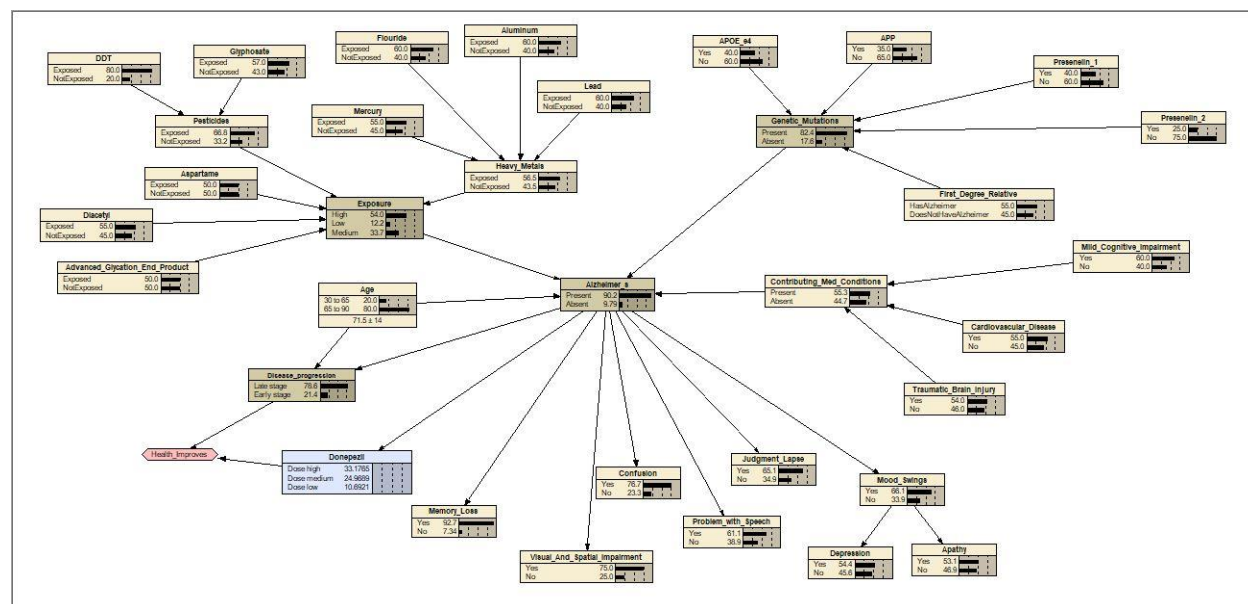 DDT
Exposed 80.0
NotExposed 20.0
Glyphosate
Exposed 57.0
NotExposed 43.0
Flouride
Exposed 60.0
NotExposed 40.0
Aluminum
Exposed 60.0
NotExposed 40.0
APOE_e4
Yes 40.0
No 60.0
APP
Yes 35.0
No 65.0
Presenelin_1
Yes 40.0
No 60.0
Lead
Exposed 60.0
NotExposed 40.0
Mercury
Exposed 55.0
NotExposed 45.0
Pesticides
Exposed 66.8
NotExposed 33.2
Genetic_Mutations
Present 82.4
Absent 17.6
Presenelin_2
Yes 25.0
No 75.0
Heavy_Metals
Exposed 56.5
NotExposed 43.5
Aspartame
Exposed 50.0
NotExposed 50.0
Exposure
High 54.0
Low 12.2
Medium 33.7
First_Degree_Relative
HasAlzheimer 55.0
DoesNotHaveAlzheimer 45.0
Diacetyl
Exposed 55.0
NotExposed 45.0
Advanced_Glycation_End_Product
Exposed 50.0
NotExposed 50.0
Mild_Cognitive_Impairment
Yes 60.0
No 40.0
Age
30 to 65 20.0
65 to 90 80.0
71.5 ± 14
Alzheimer_s
Present 90.2
Absent 9.79
Contributing_Med_Conditions
Present 55.3
Absent 44.7
Cardiovascular_Disease
Yes 55.0
No 45.0
Disease_progression
Late stage 78.6
Early stage 21.4
Traumatic_Brain_Injury
Yes 54.0
No 46.0
Health_Improves
Donepezil
Dose high 33.1765
Dose medium 24.9689
Dose low 10.6921
Confusion
Yes 76.7
No 23.3
Judgment_Lapse
Yes 65.1
No 34.9
Mood_Swings
Yes 66.1
No 33.9
Memory_Loss
Yes 92.7
No 7.34
Problem_with_Speech
Yes 61.1
No 38.9
Visual_And_Spatial_Impairment
Yes 75.0
No 25.0
Depression
Yes 54.4
No 45.6
Apathy
Yes 53.1
No 46.9